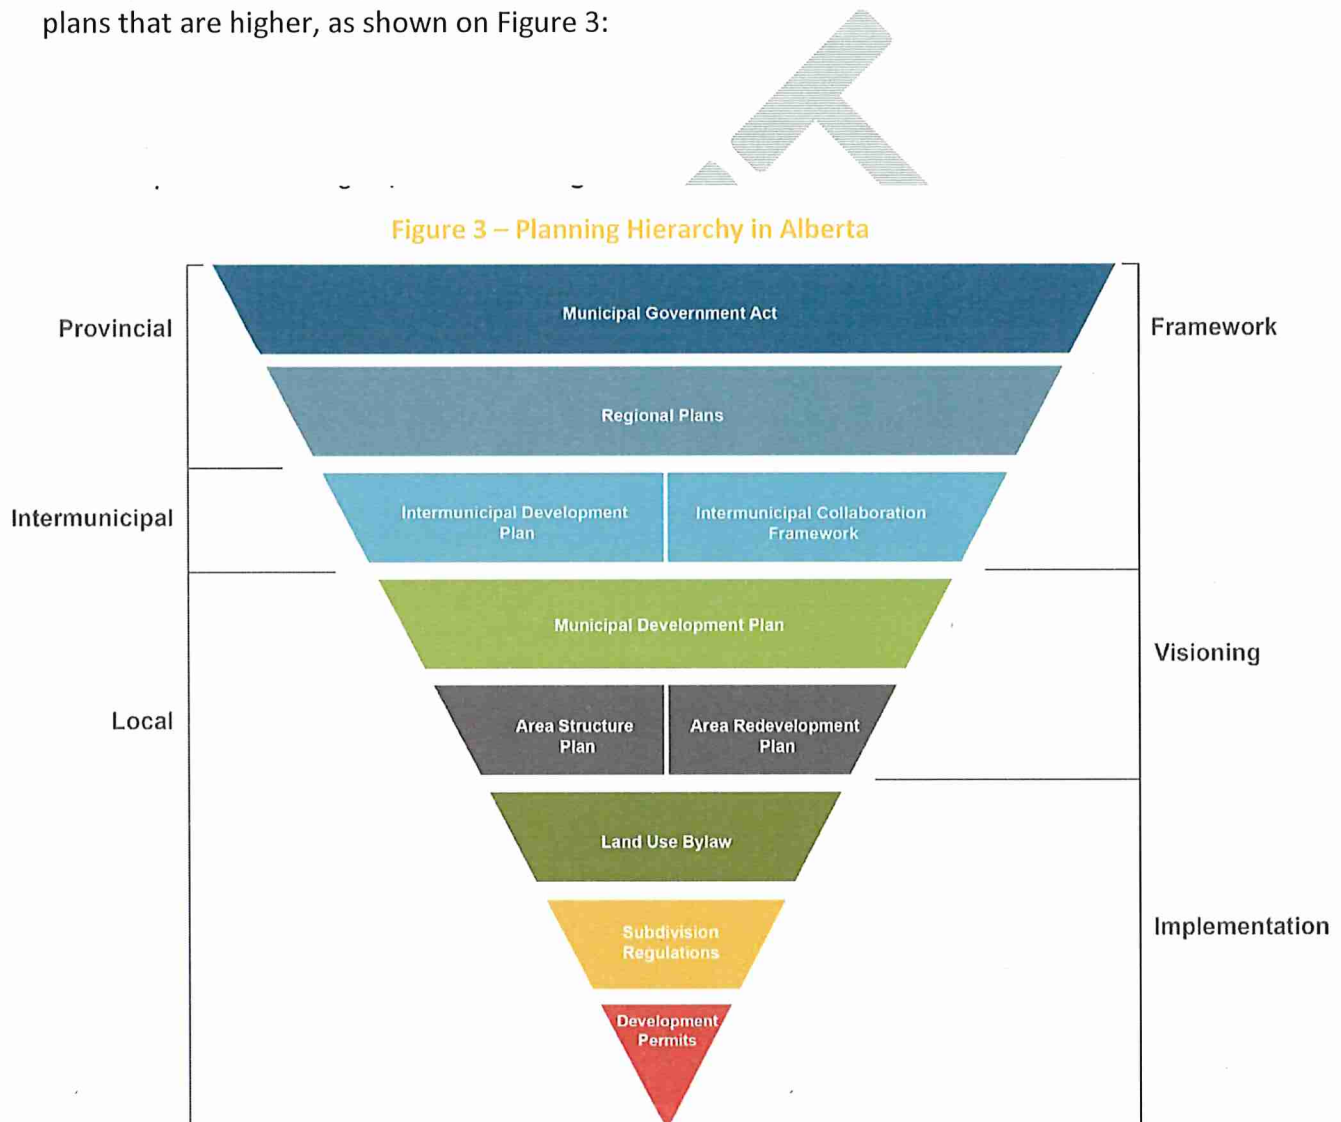 plans that are higher, as shown on Figure 3:
Figure 3 – Planning Hierarchy in Alberta
Provincial
Municipal Government Act
Framework
Regional Plans
Intermunicipal
Intermunicipal Development
Plan
Intermunicipal Collaboration
Framework
Municipal Development Plan
Visioning
Local
Area Structure
Plan
Area Redevelopment
Plan
Land Use Bylaw
Subdivision
Regulations
Implementation
Development
Permits